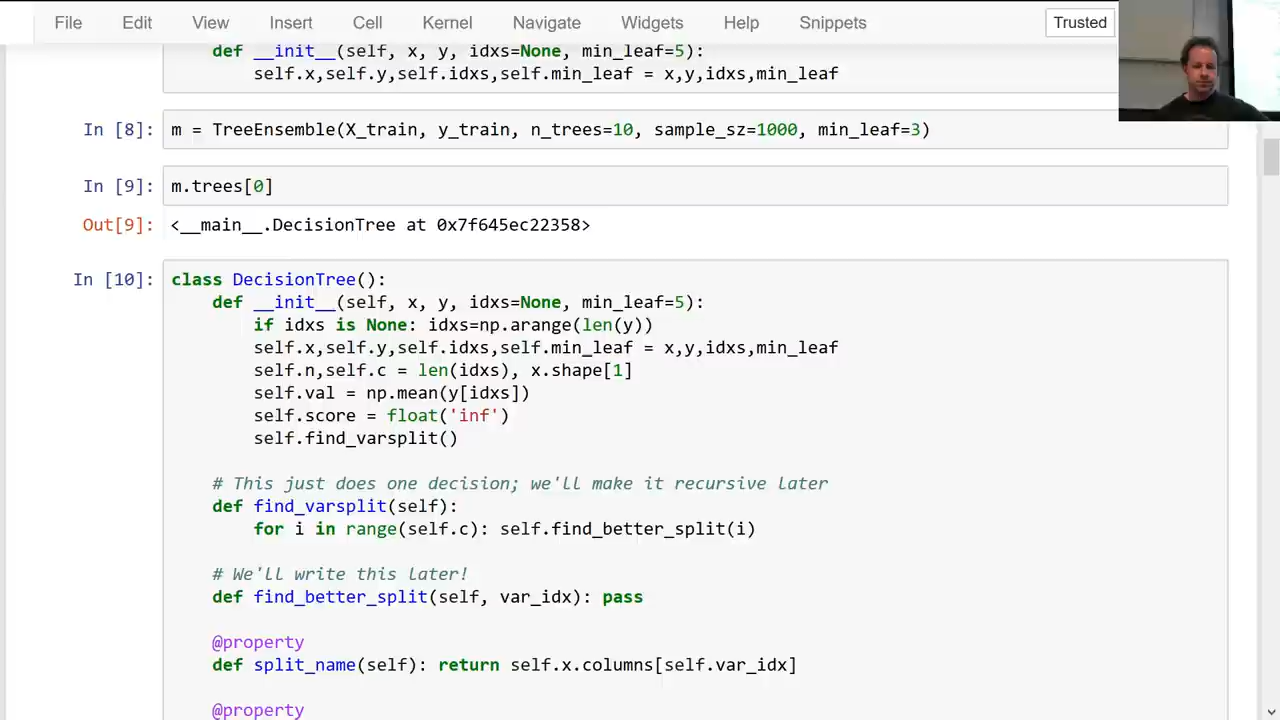 File Edit View Insert Cell Kernel Navigate Widgets Help Snippets Trusted
def __init__(self, x, y, idxs=None, min_leaf=5):
self.x,self.y,self.idxs,self.min_leaf = x,y,idxs,min_leaf
In [8]: m = TreeEnsemble(X_train, y_train, n_trees=10, sample_sz=1000, min_leaf=3)
In [9]: m.trees[0]
Out[9]: <__main__.DecisionTree at 0x7f645ec22358>
In [10]: class DecisionTree():
def __init__(self, x, y, idxs=None, min_leaf=5):
if idxs is None: idxs=np.arange(len(y))
self.x,self.y,self.idxs,self.min_leaf = x,y,idxs,min_leaf
self.n,self.c = len(idxs), x.shape[1]
self.val = np.mean(y[idxs])
self.score = float('inf')
self.find_varsplit()
# This just does one decision; we'll make it recursive later
def find_varsplit(self):
for i in range(self.c): self.find_better_split(i)
# We'll write this later!
def find_better_split(self, var_idx): pass
@property
def split_name(self): return self.x.columns[self.var_idx]
@property